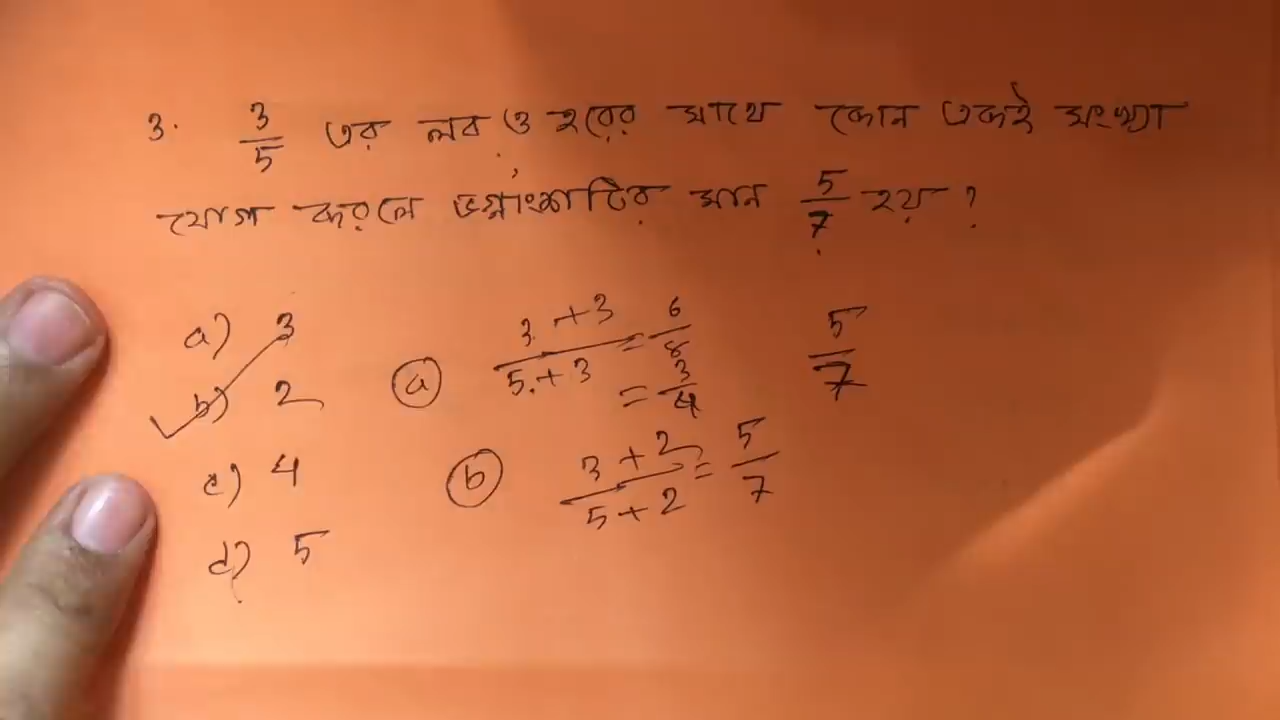 3. 3/5 এর লব ও হরের সাথে কোন একই সংখ্যা
যোগ করলে ভগ্নাংশটির মান 5/7 হয় ?
a) 3
b) 2
c) 4
d) 5
(a) 3+3 / 5+3 = 6/8
= 3/4
5/7
(b) 3+2 / 5+2 = 5/7